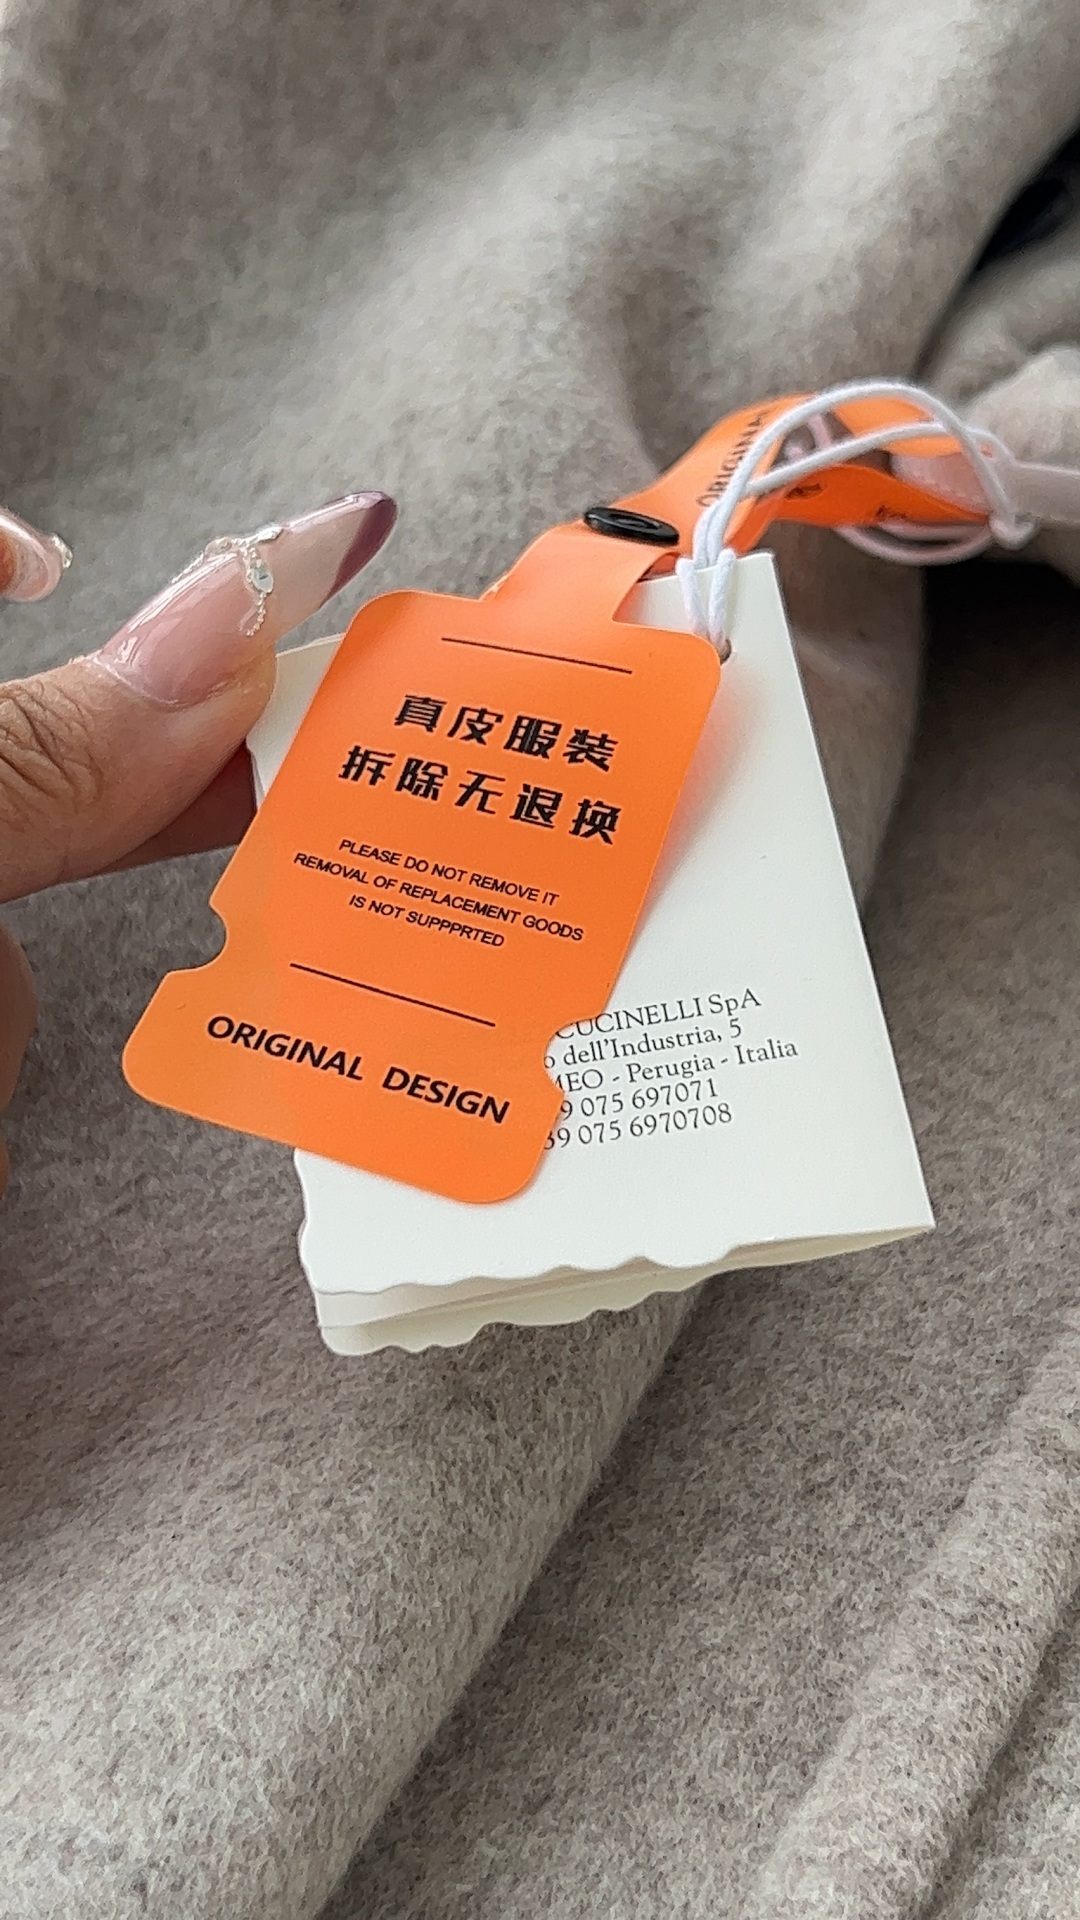 ORIGINAL
真皮服装
拆除无退换
PLEASE DO NOT REMOVE IT
REMOVAL OF REPLACEMENT GOODS
IS NOT SUPPPRTED
ORIGINAL DESIGN
CUCINELLI SpA
dell'Industria, 5
MEO - Perugia - Italia
9 075 697071
39 075 6970708